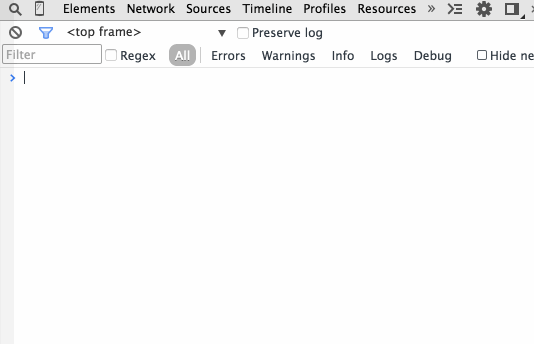 Elements Network Sources Timeline Profiles Resources »
<top frame> ▼ Preserve log
Filter Regex All Errors Warnings Info Logs Debug Hide ne
>